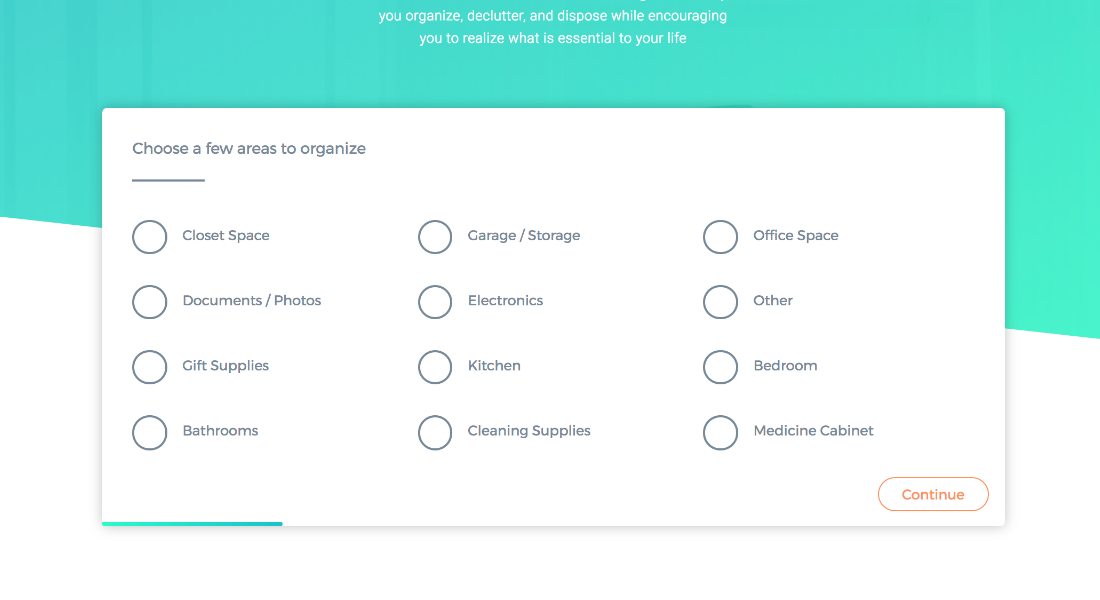 you organize, declutter, and dispose while encouraging
you to realize what is essential to your life
Choose a few areas to organize
Closet Space
Garage / Storage
Office Space
Documents / Photos
Electronics
Other
Gift Supplies
Kitchen
Bedroom
Bathrooms
Cleaning Supplies
Medicine Cabinet
Continue